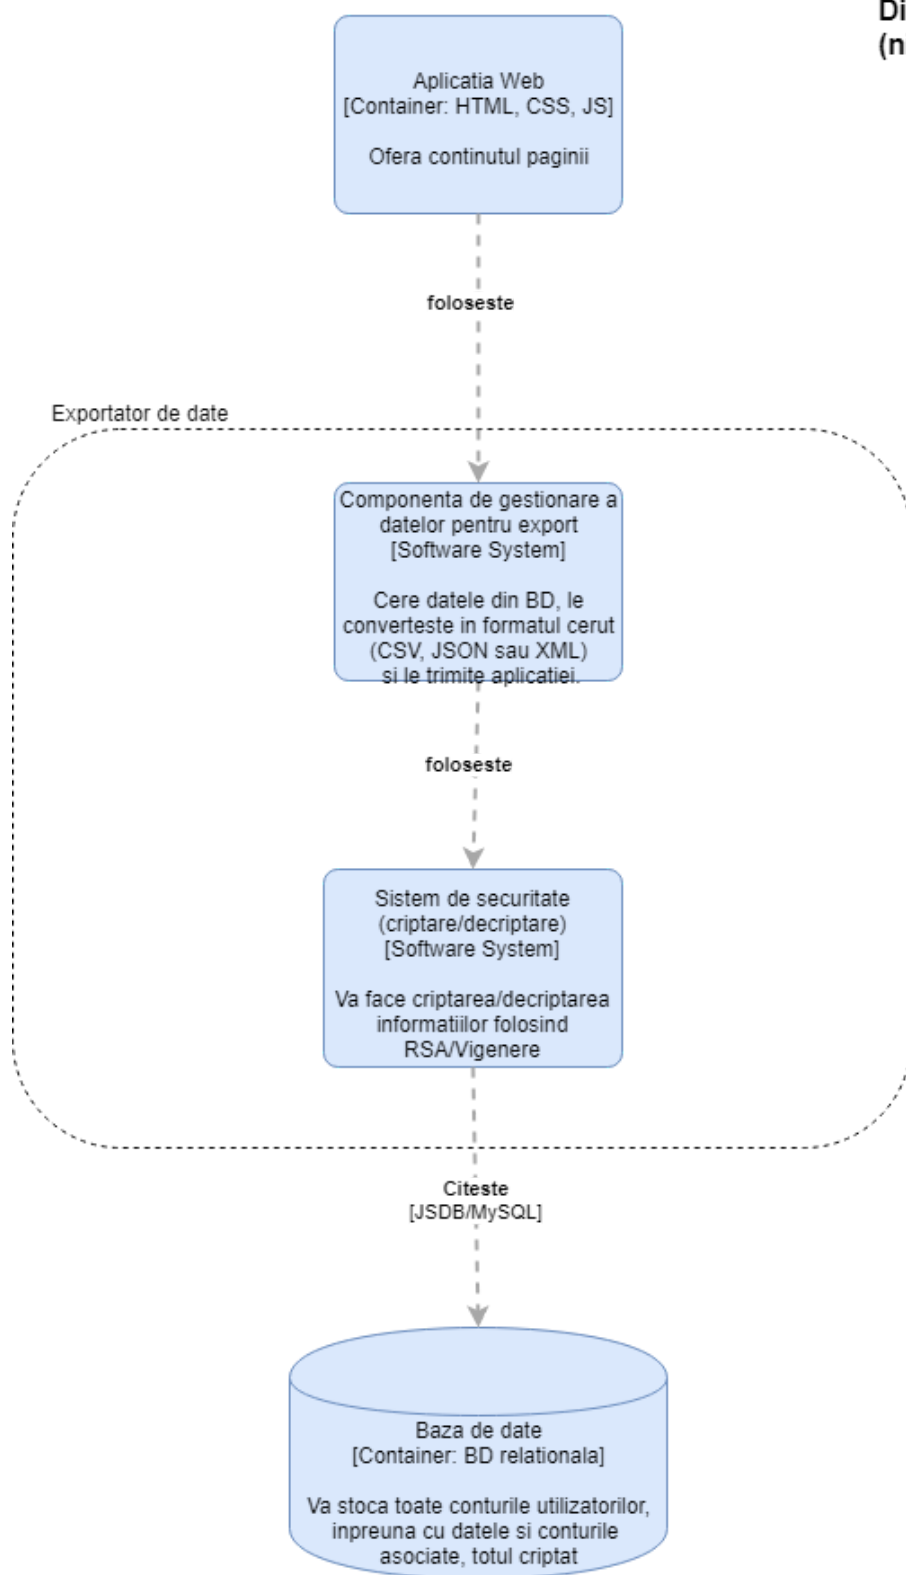 Di
(n
Aplicatia Web
[Container: HTML, CSS, JS]
Ofera continutul paginii
foloseste
Exportator de date
Componenta de gestionare a
datelor pentru export
[Software System]
Cere datele din BD, le
converteste in formatul cerut
(CSV, JSON sau XML)
si le trimite aplicatiei.
foloseste
Sistem de securitate
(criptare/decriptare)
[Software System]
Va face criptarea/decriptarea
informatiilor folosind
RSA/Vigenere
Citeste
[JSDB/MySQL]
Baza de date
[Container: BD relationala]
Va stoca toate conturile utilizatorilor,
inpreuna cu datele si conturile
asociate, totul criptat